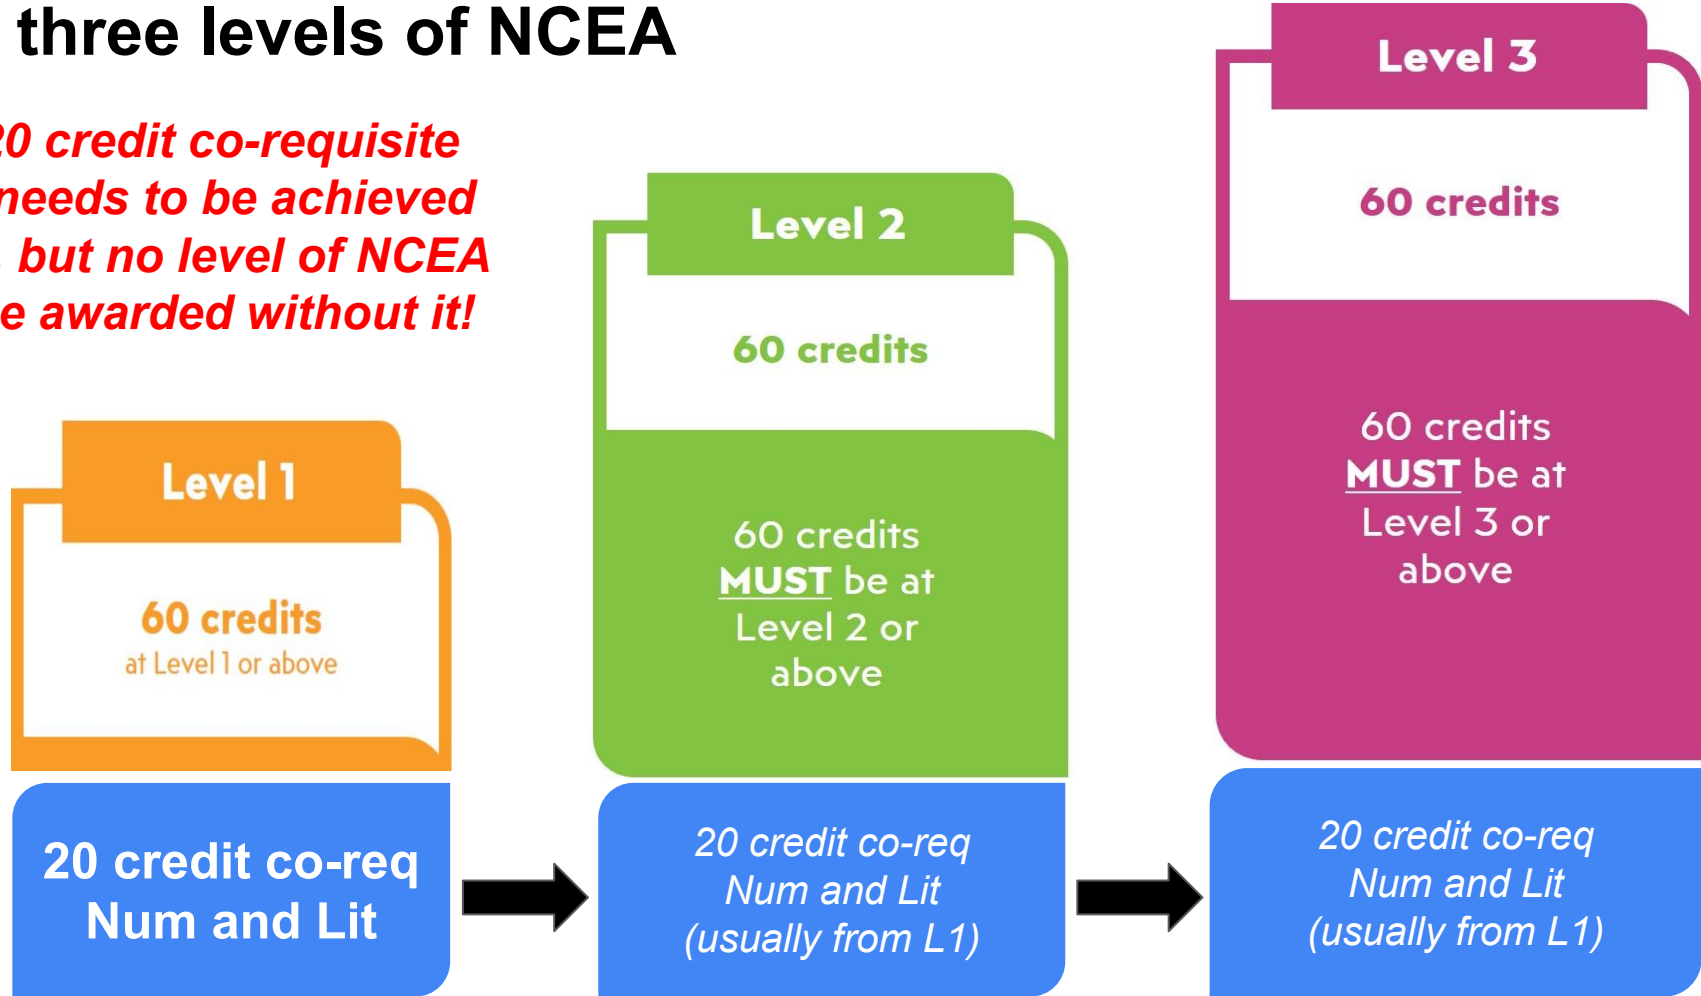 three levels of NCEA
20 credit co-requisite
needs to be achieved
but no level of NCEA
e awarded without it!
Level 1
60 credits
at Level 1 or above
20 credit co-req
Num and Lit
Level 2
60 credits
60 credits
MUST be at
Level 2 or
above
20 credit co-req
Num and Lit
(usually from L1)
Level 3
60 credits
60 credits
MUST be at
Level 3 or
above
20 credit co-req
Num and Lit
(usually from L1)